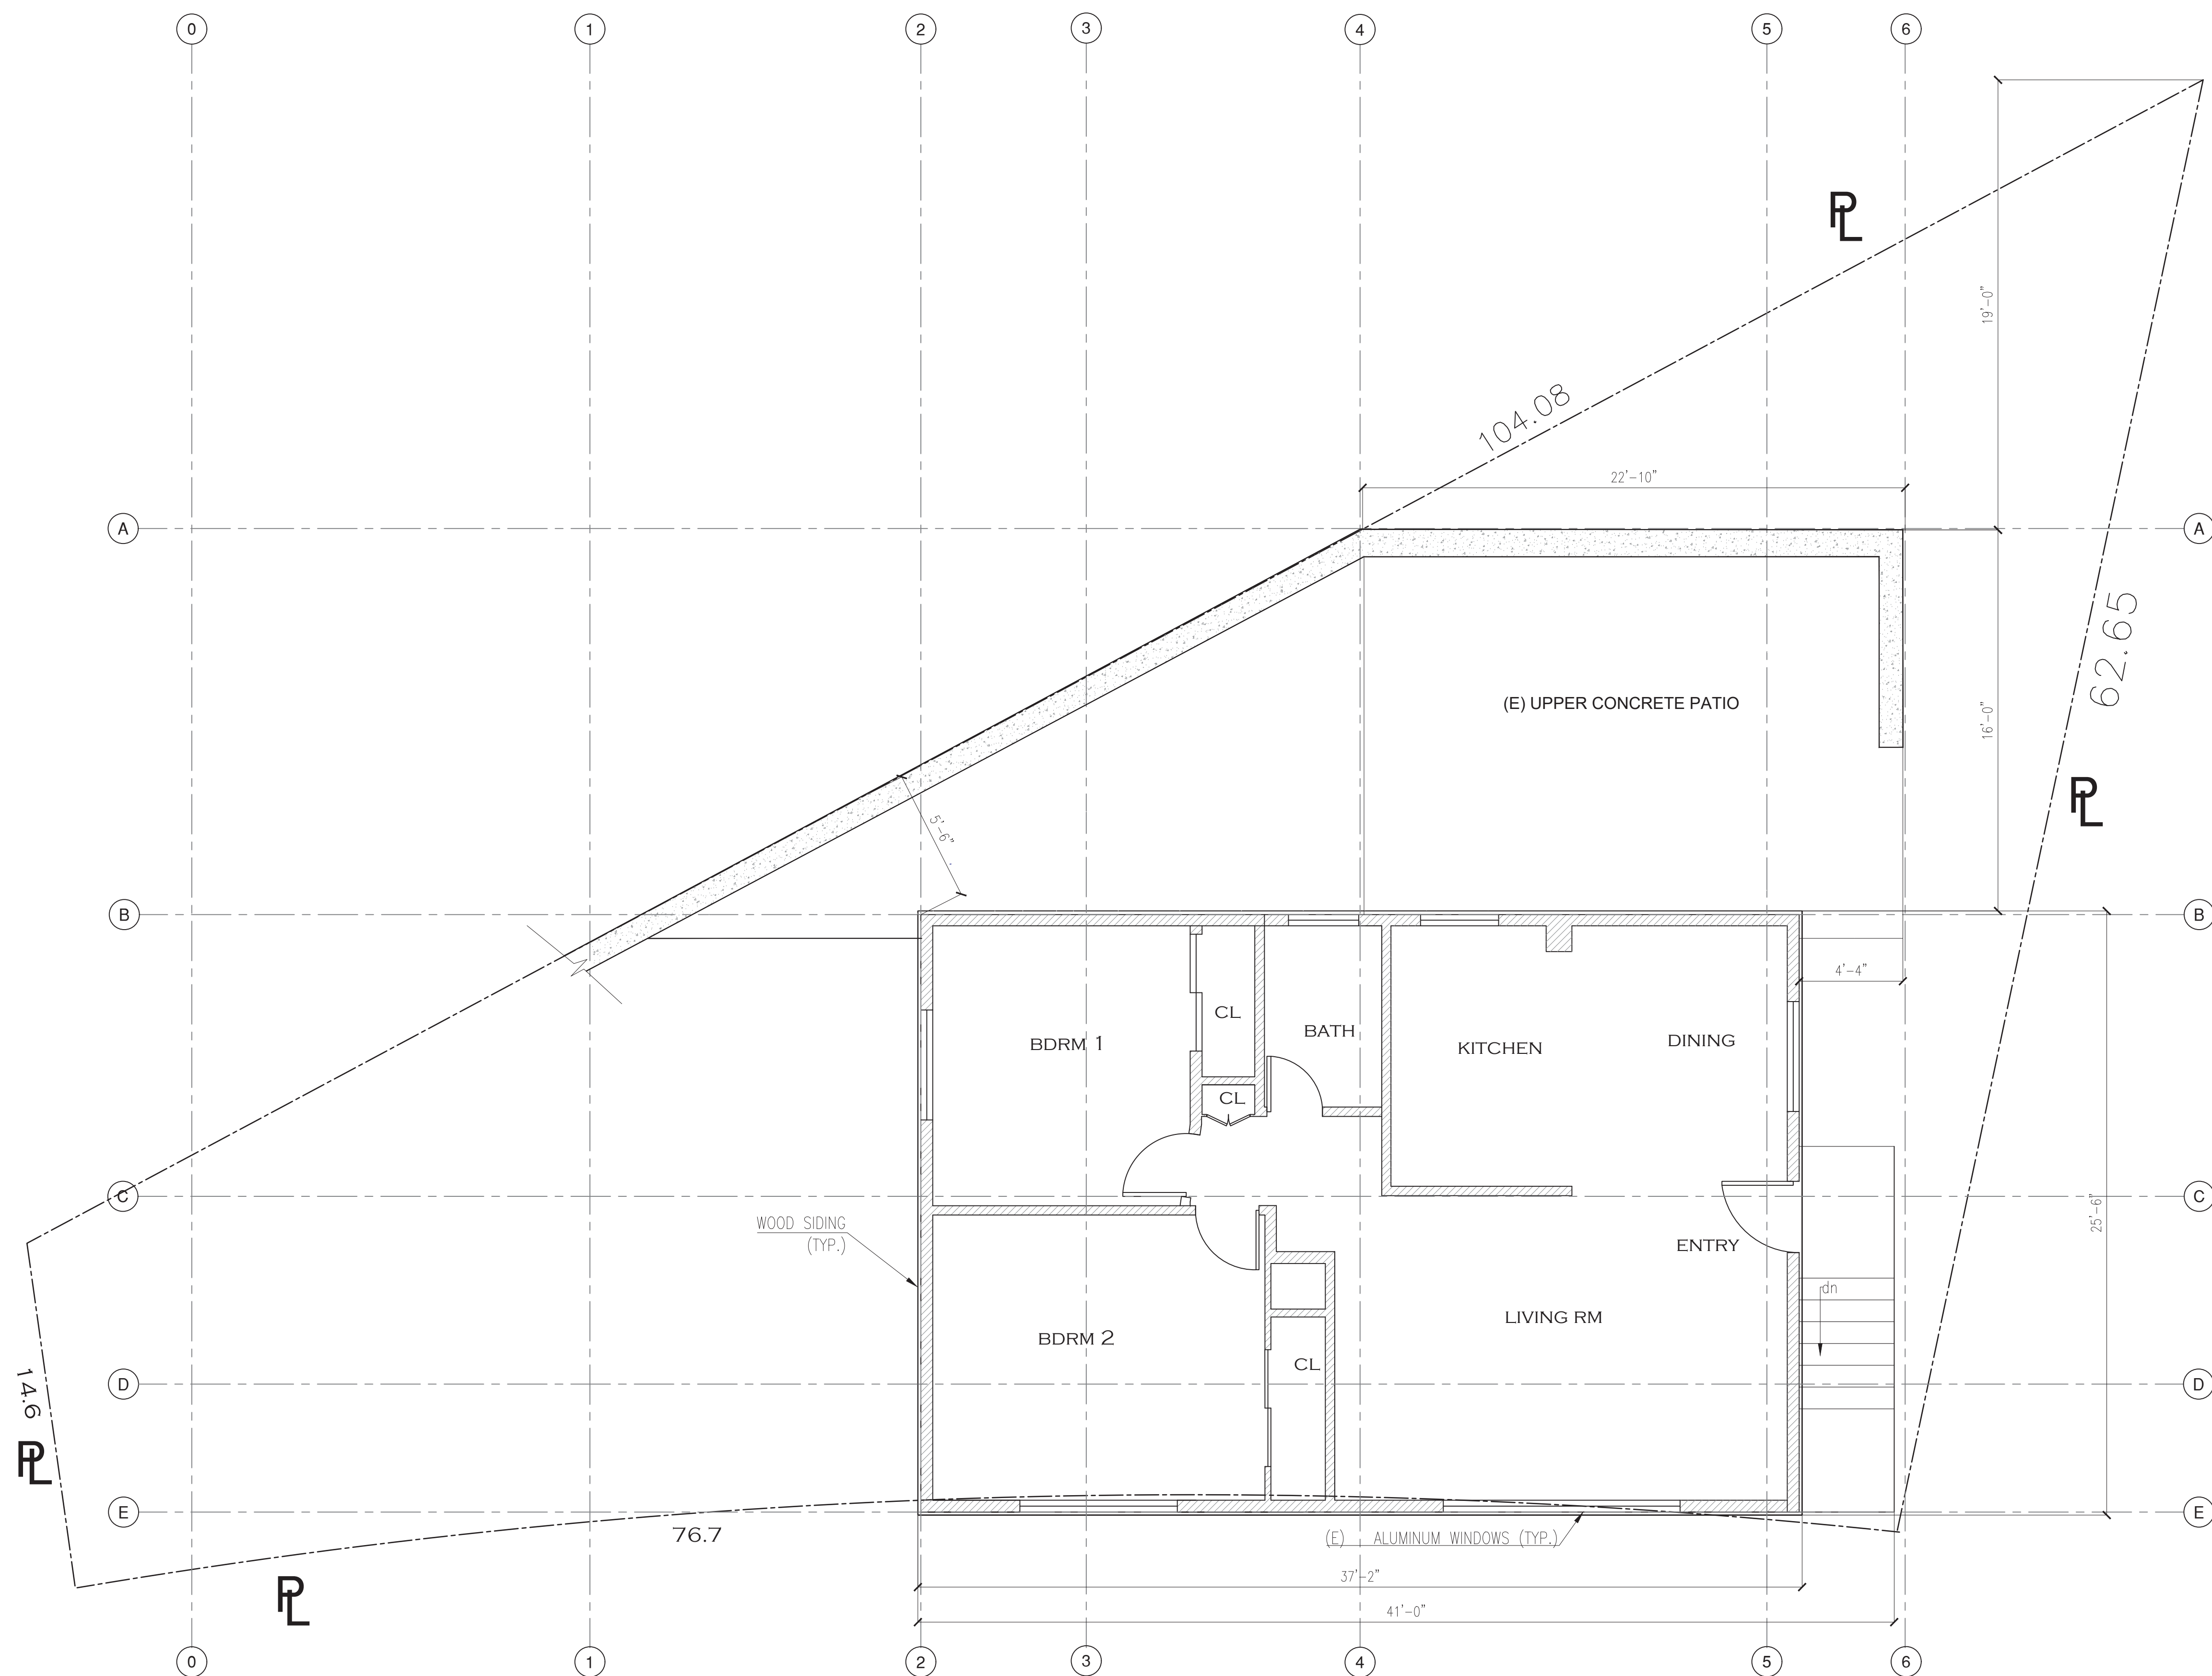 0 1 2 3 4 5 6
PL
19'-0"
104.08
22'-10"
A A
62.65
(E) UPPER CONCRETE PATIO
16'-0"
PL
5'-6"
B B
4'-4"
CL
BATH
BDRM 1
KITCHEN
DINING
CL
C C
25'-6"
WOOD SIDING
(TYP.)
ENTRY
dn
LIVING RM
BDRM 2
CL
14.6
D D
PL
E E
76.7
(E) ALUMINUM WINDOWS (TYP.)
37'-2"
PL
41'-0"
0 1 2 3 4 5 6